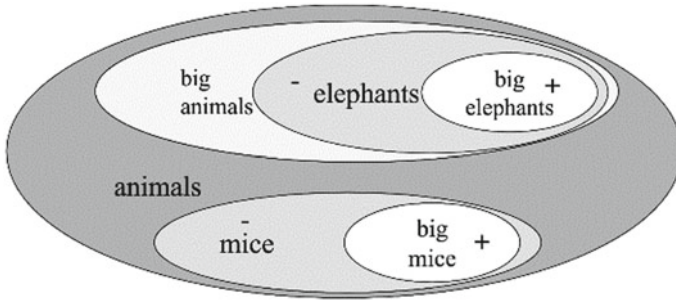 big
animals
-
elephants
big +
elephants
animals
-
mice
big
mice +